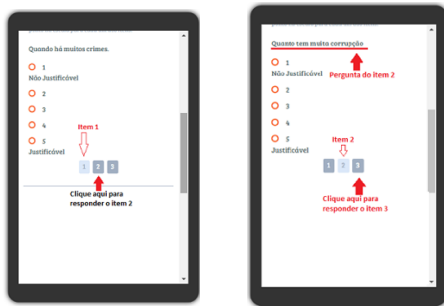 Quando há muitos crimes.
1
Não Justificável
2
3
4
5
Justificável
Item 1
1 2 3
Clique aqui para
responder o item 2
Quanto tem muita corrupção
1
Não Justificável
Pergunta do item 2
2
3
4
5
Justificável
Item 2
1 2 3
Clique aqui para
responder o item 3